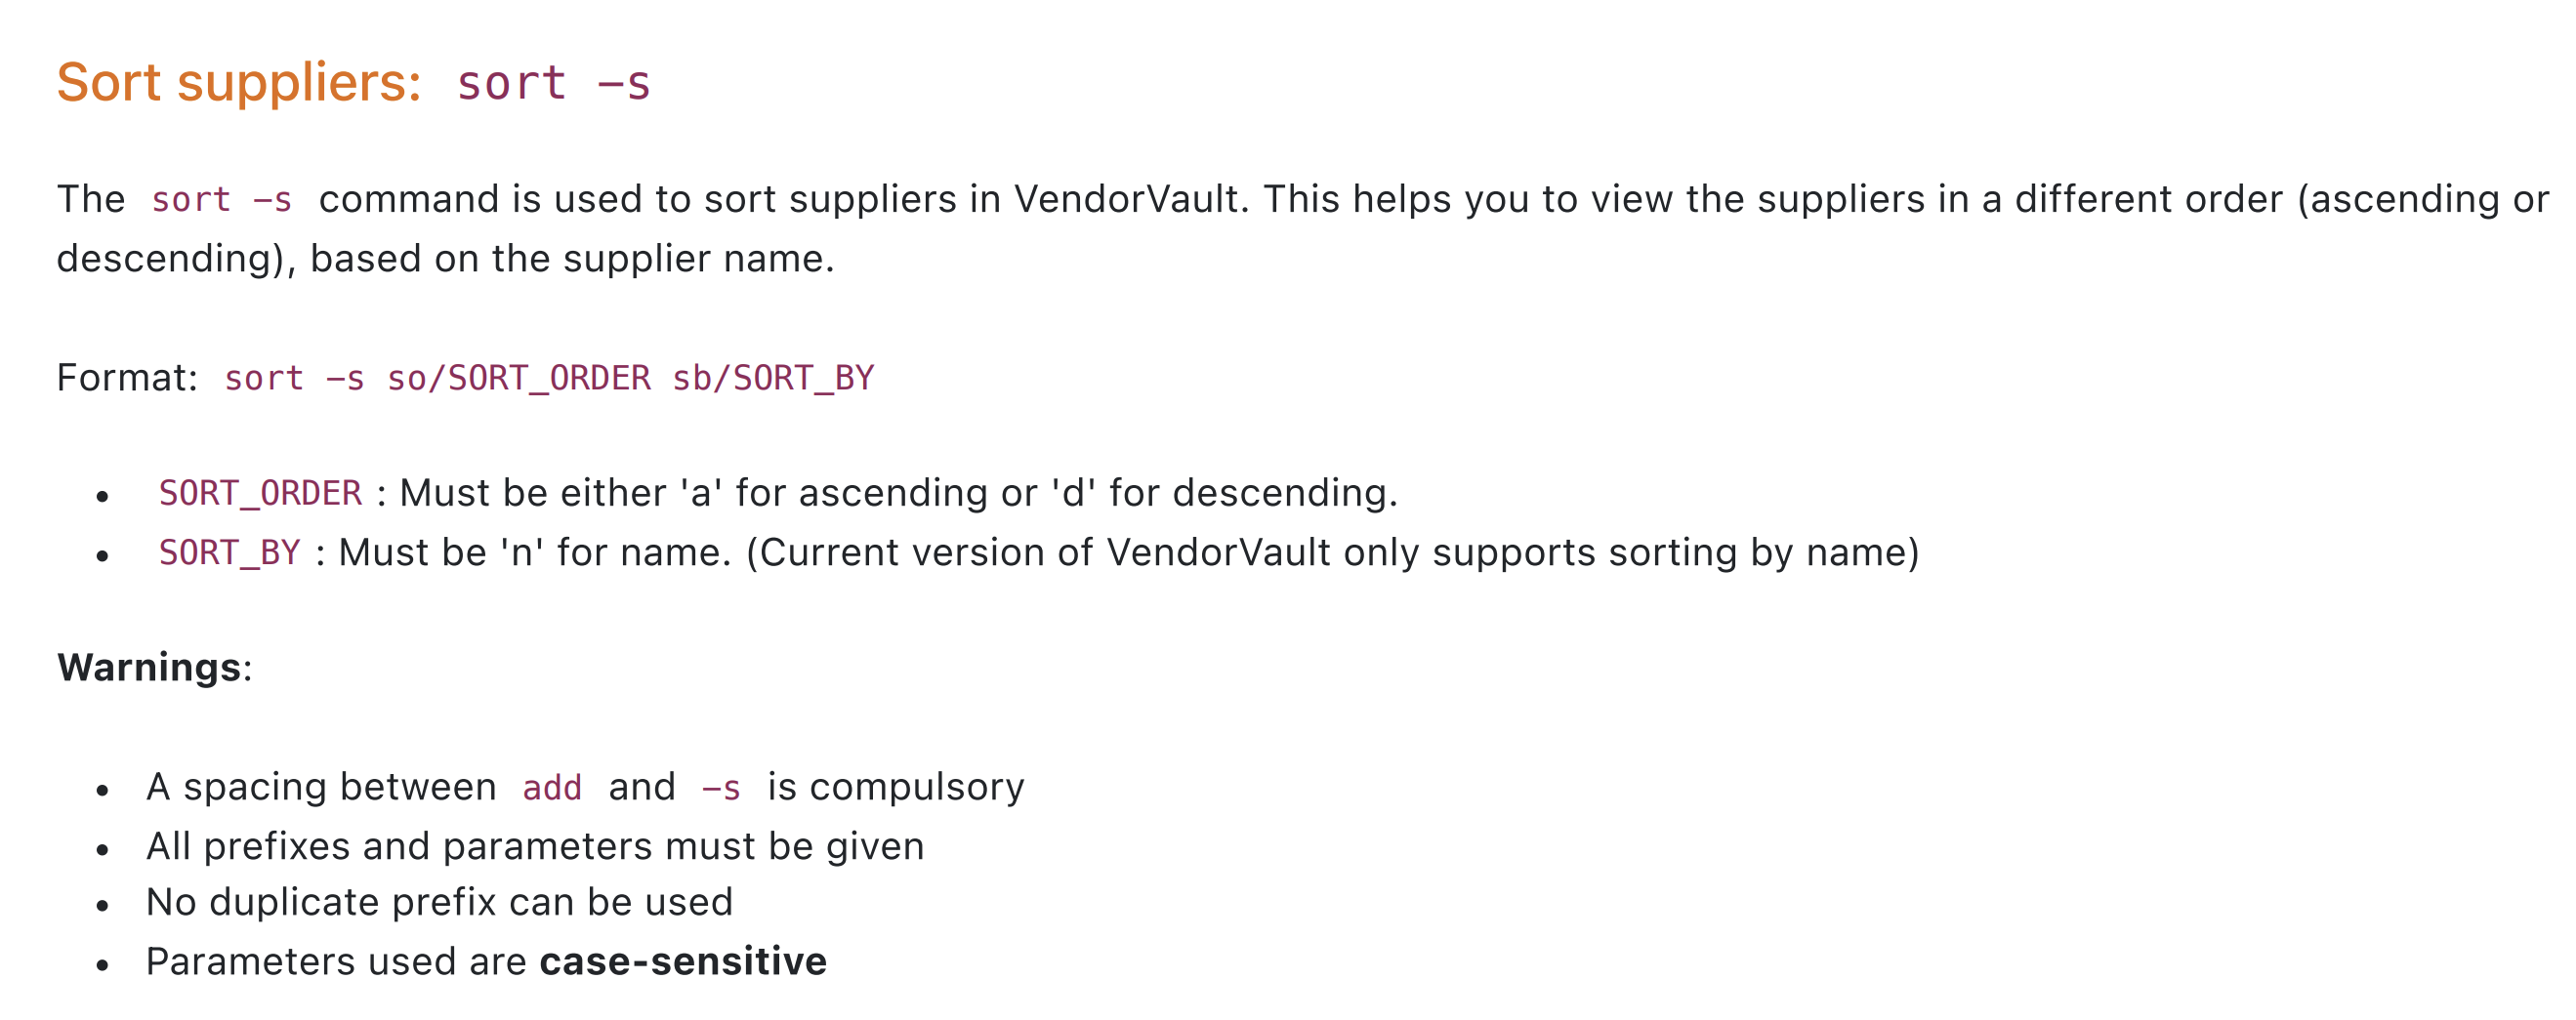 Sort suppliers: sort -s
The sort -s command is used to sort suppliers in VendorVault. This helps you to view the suppliers in a different order (ascending or
descending), based on the supplier name.
Format: sort -s so/SORT_ORDER sb/SORT_BY
• SORT_ORDER : Must be either 'a' for ascending or 'd' for descending.
• SORT_BY : Must be 'n' for name. (Current version of VendorVault only supports sorting by name)
Warnings:
• A spacing between add and -s is compulsory
• All prefixes and parameters must be given
• No duplicate prefix can be used
• Parameters used are case-sensitive